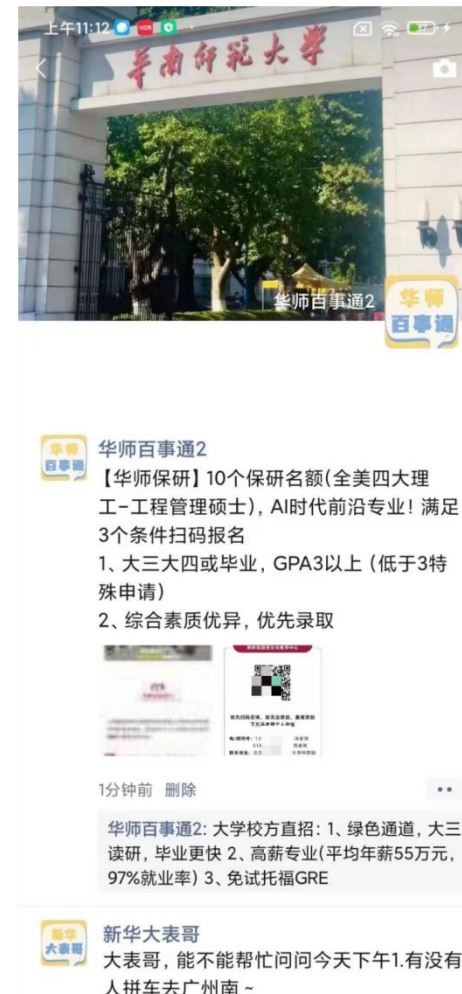 上午11:12
华南师范大学
华师百事通2
华师
百事通
华师
百事通
华师百事通2
【华师保研】10个保研名额(全美四大理
工-工程管理硕士)，AI时代前沿专业！满足
3个条件扫码报名
1、大三大四或毕业，GPA3以上（低于3特
殊申请）
2、综合素质优异，优先录取
1分钟前 删除
华师百事通2: 大学校方直招：1、绿色通道，大三
读研，毕业更快 2、高薪专业(平均年薪55万元，
97%就业率) 3、免试托福GRE
新华
大表哥
新华大表哥
大表哥，能不能帮忙问问今天下午1.有没有
人拼车去广州南 ~